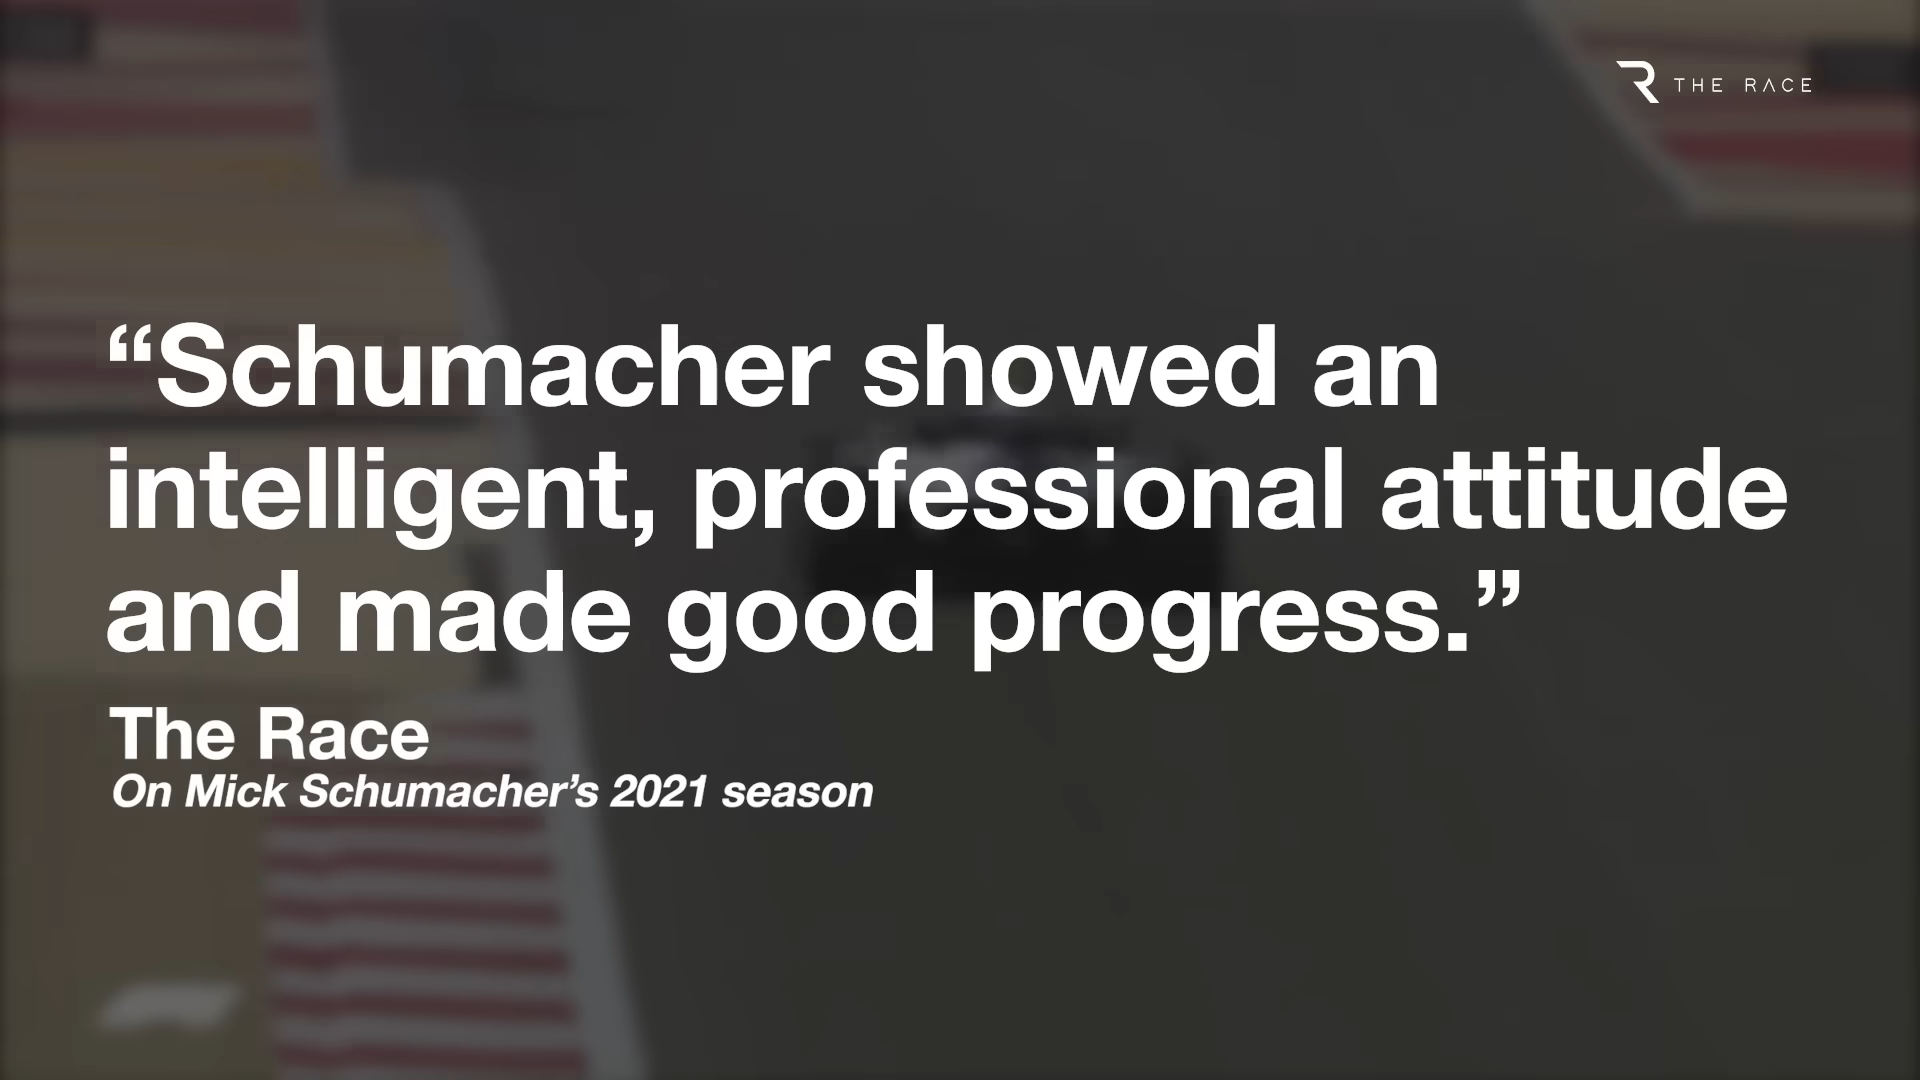 THE RACE
“Schumacher showed an
intelligent, professional attitude
and made good progress.”
The Race
On Mick Schumacher’s 2021 season